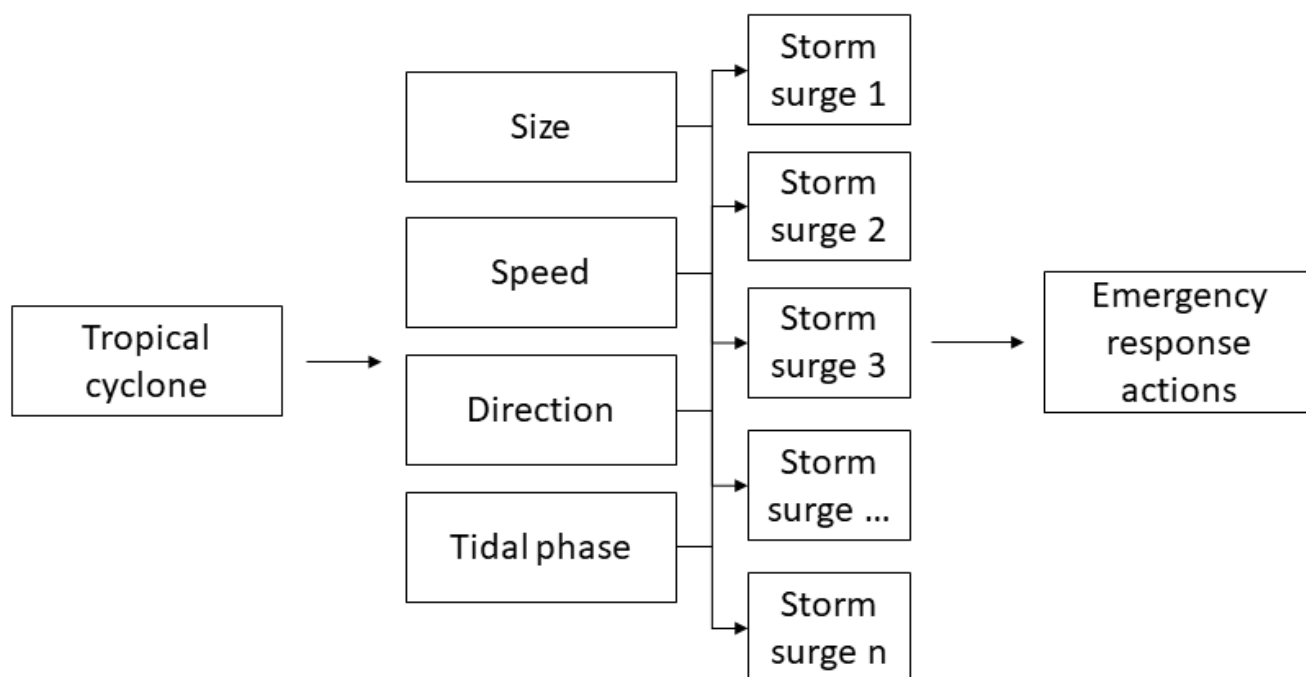 Tropical
cyclone
Size
Speed
Direction
Tidal phase
Storm
surge 1
Storm
surge 2
Storm
surge 3
Storm
surge ...
Storm
surge n
Emergency
response
actions